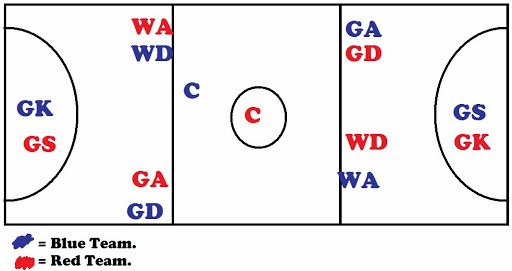 WA
GA
WD
GD
C
GK
GS
C
GS
GK
WD
GA
WA
GD
= Blue Team.
= Red Team.